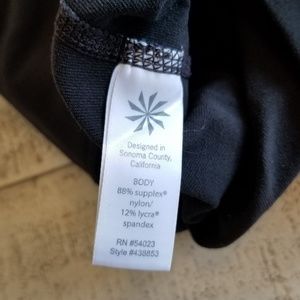 Designed in
Sonoma County,
California
BODY
88% supplex®
nylon/
12% lycra®
spandex
RN #54023
Style #438853